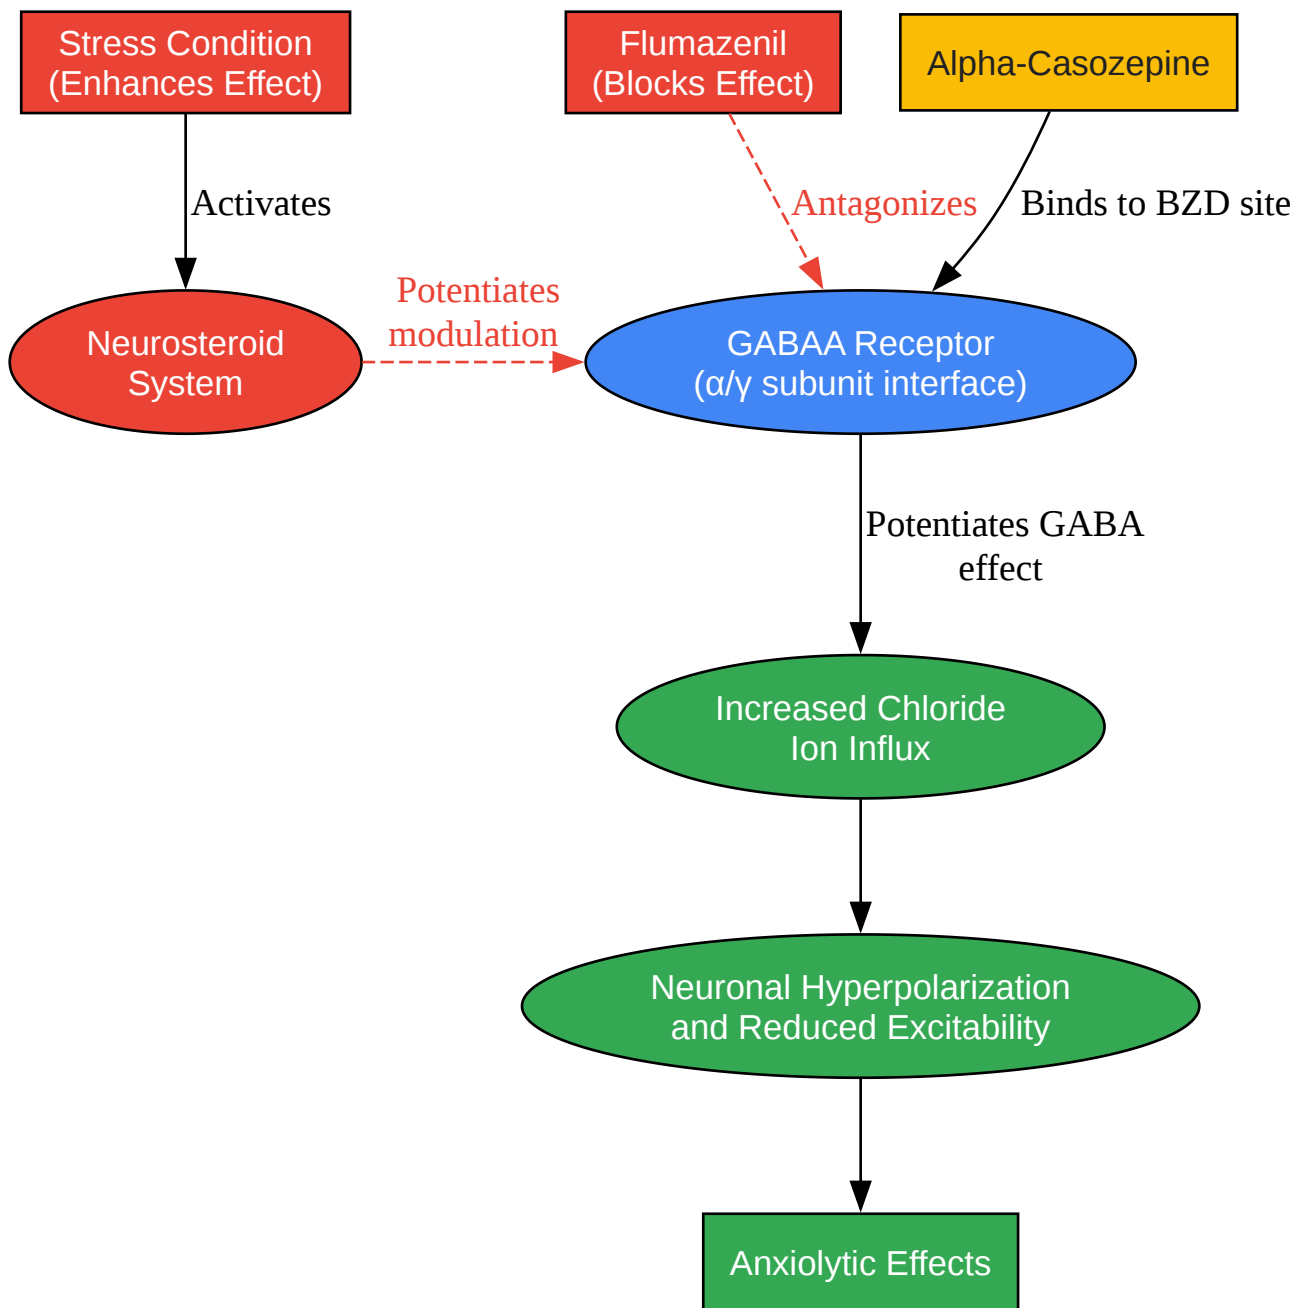 Stress Condition
(Enhances Effect)
Flumazenil
(Blocks Effect)
Alpha-Casozepine
Activates
Antagonizes
Binds to BZD site
Potentiates
modulation
Neurosteroid
System
GABAA Receptor
(α/γ subunit interface)
Potentiates GABA
effect
Increased Chloride
Ion Influx
Neuronal Hyperpolarization
and Reduced Excitability
Anxiolytic Effects